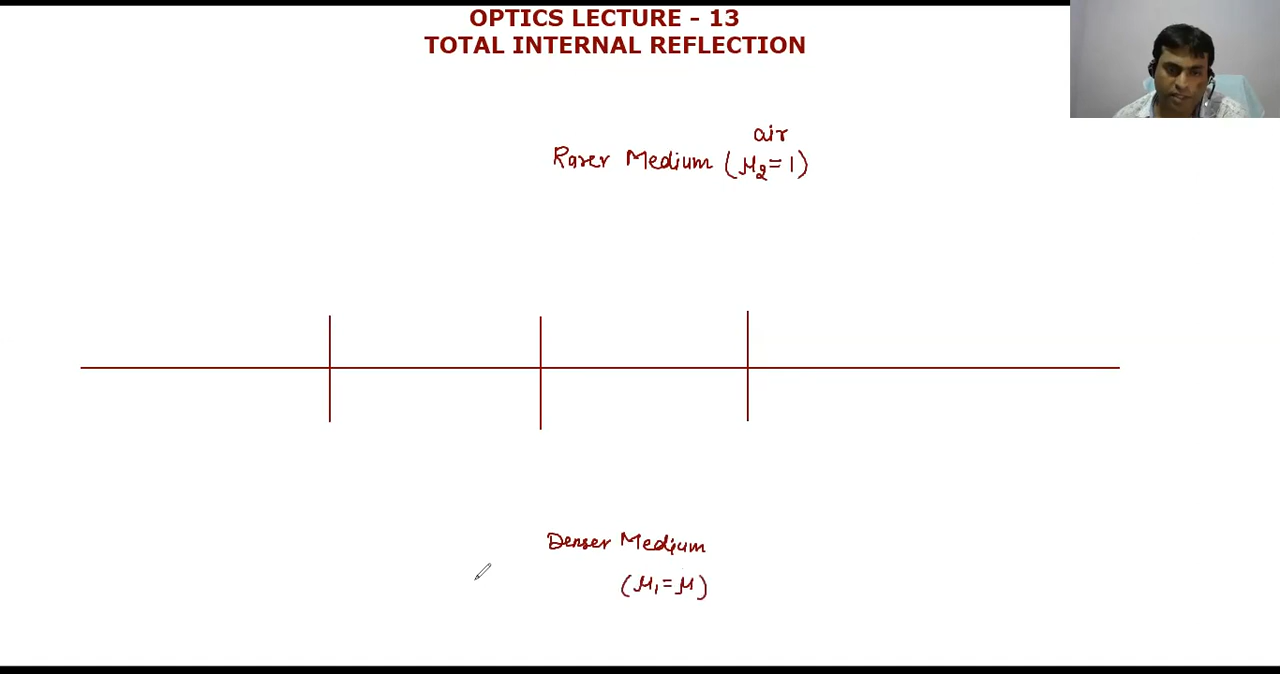 OPTICS LECTURE - 13
TOTAL INTERNAL REFLECTION
air
Rarer Medium (μ₂ = 1)
Denser Medium
(μ₁ = μ)